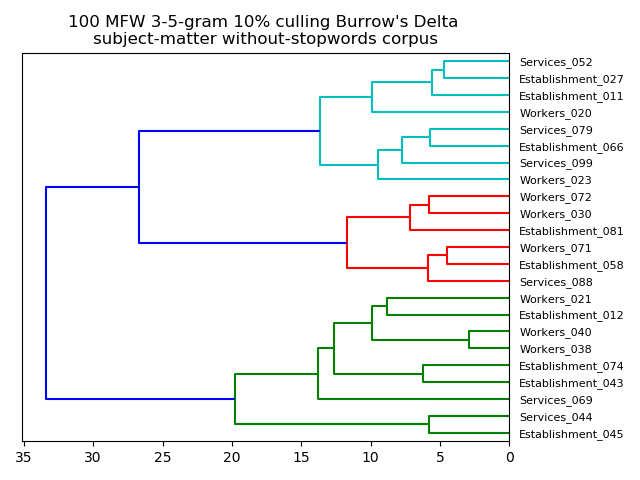 100 MFW 3-5-gram 10% culling Burrow's Delta
subject-matter without-stopwords corpus
Services_052
Establishment_027
Establishment_011
Workers_020
Services_079
Establishment_066
Services_099
Workers_023
Workers_072
Workers_030
Establishment_081
Workers_071
Establishment_058
Services_088
Workers_021
Establishment_012
Workers_040
Workers_038
Establishment_074
Establishment_043
Services_069
Services_044
Establishment_045
35 30 25 20 15 10 5 0